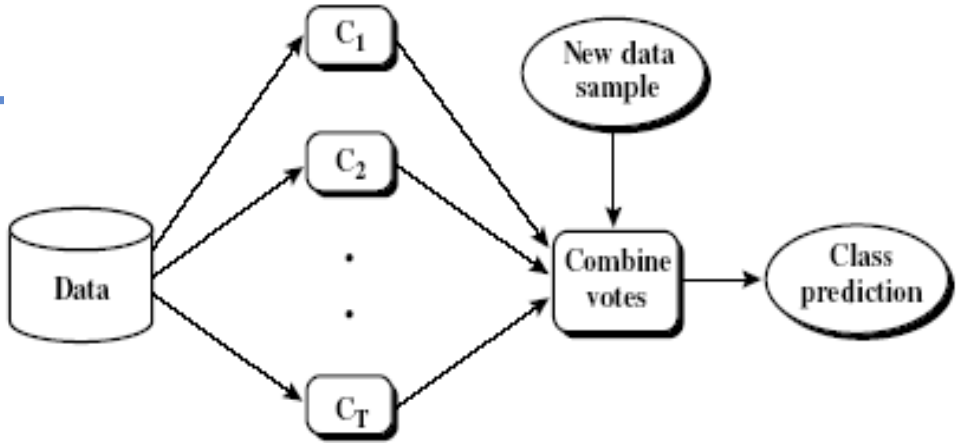 C1
New data
sample
C2
Data
Combine
votes
Class
prediction
CT